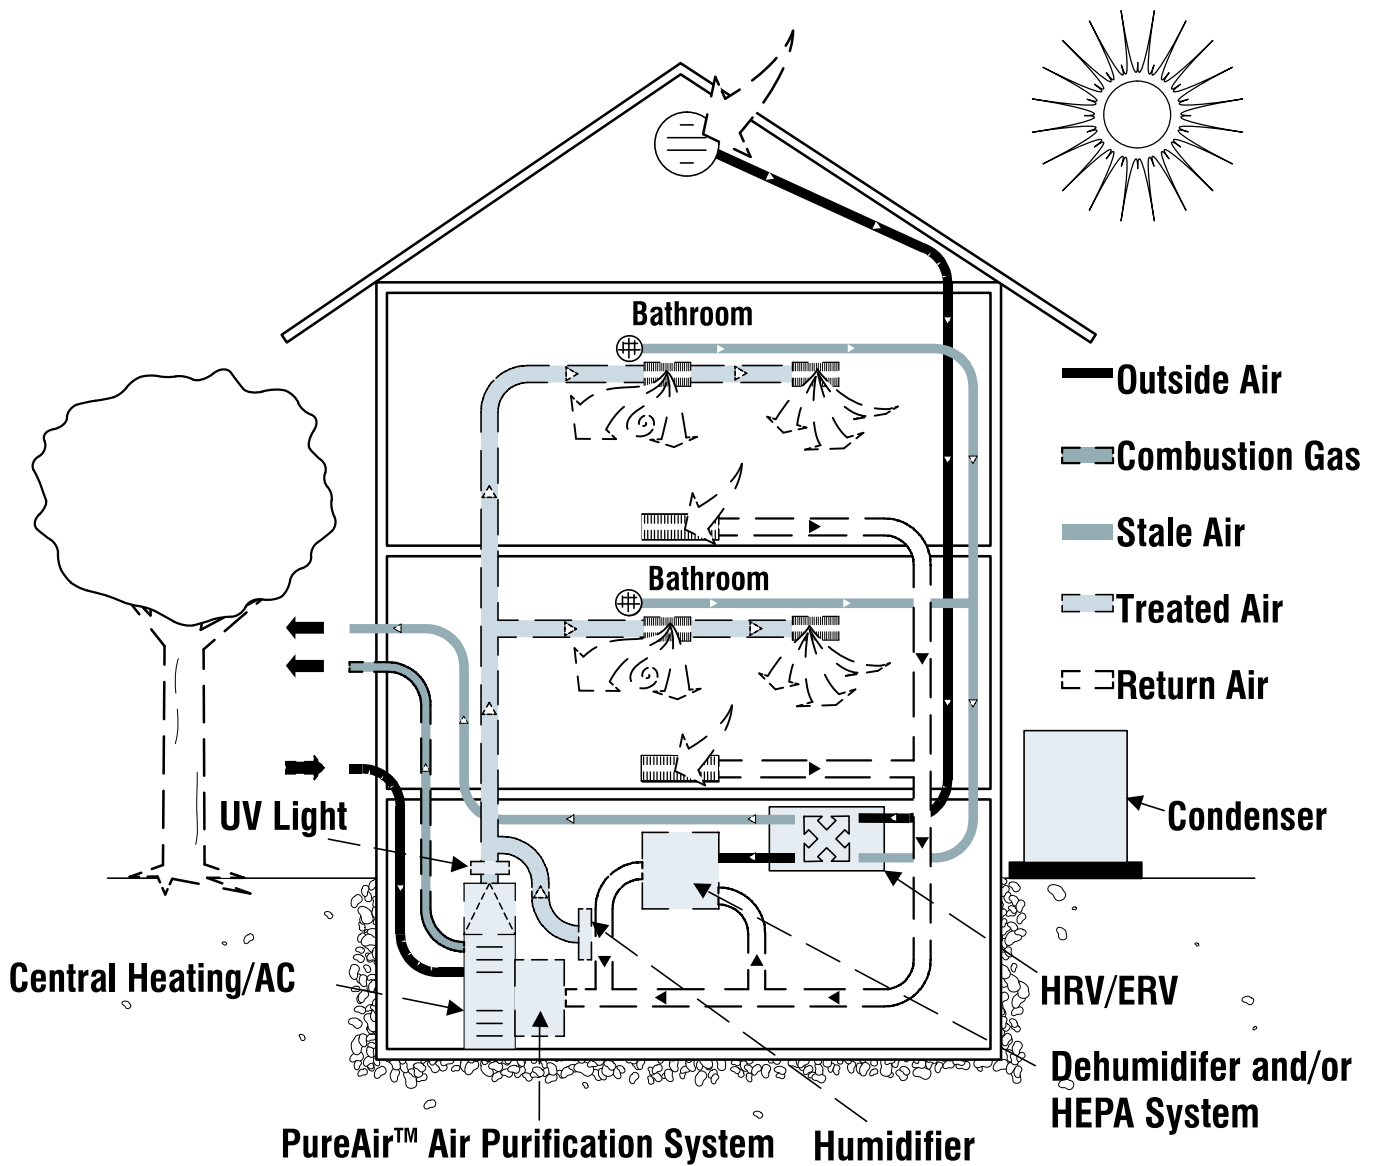 Bathroom
Outside Air
Combustion Gas
Stale Air
Bathroom
Treated Air
Return Air
UV Light
Condenser
Central Heating/AC
HRV/ERV
Dehumidifer and/or
HEPA System
PureAir™ Air Purification System
Humidifier